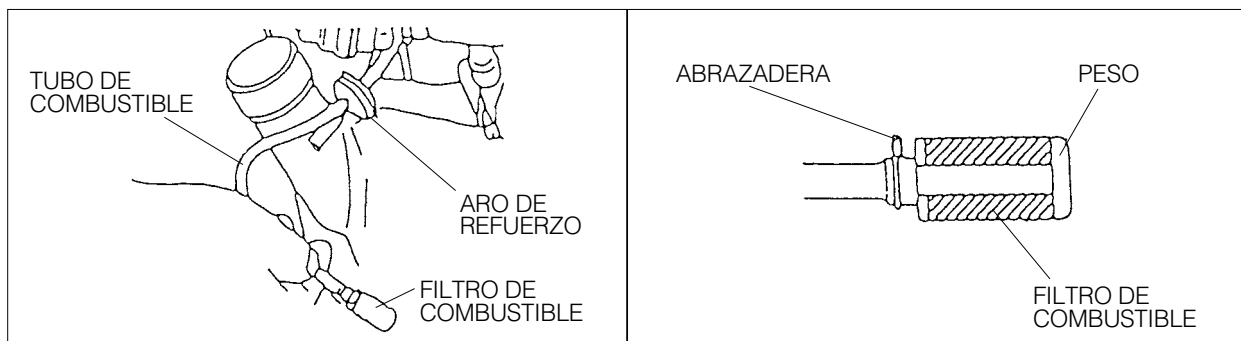 TUBO DE
COMBUSTIBLE
ARO DE
REFUERZO
FILTRO DE
COMBUSTIBLE
ABRAZADERA
PESO
FILTRO DE
COMBUSTIBLE